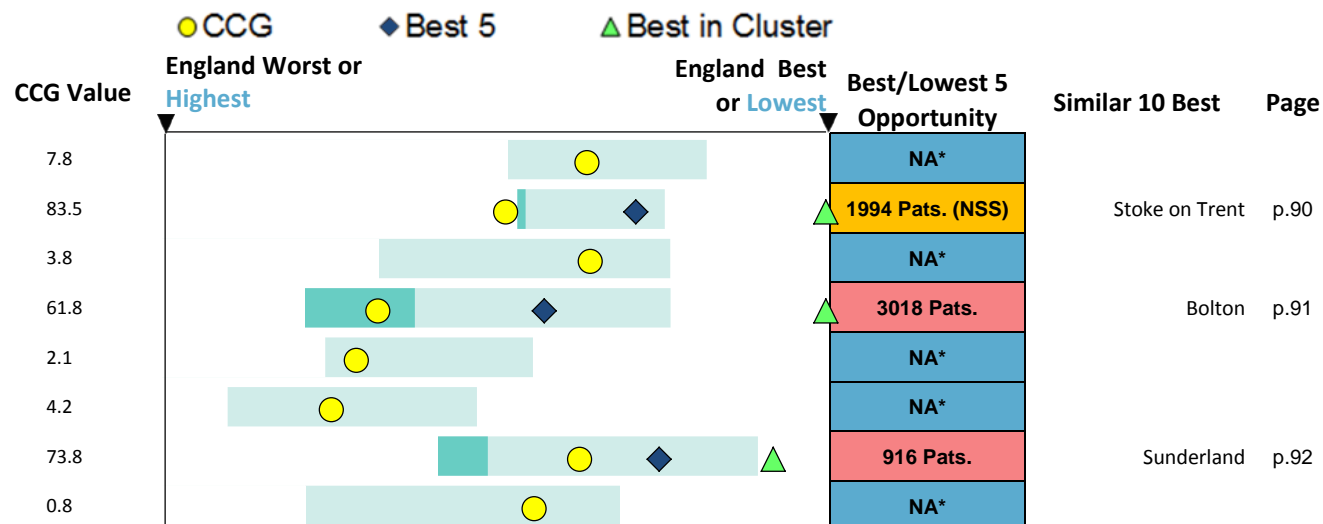 CCG Best 5 Best in Cluster
CCG Value
England Worst or
Highest
England Best
or Lowest
Best/Lowest 5
Opportunity
Similar 10 Best
Page
7.8 NA*
83.5 1994 Pats. (NSS) Stoke on Trent p.90
3.8 NA*
61.8 3018 Pats. Bolton p.91
2.1 NA*
4.2 NA*
73.8 916 Pats. Sunderland p.92
0.8 NA*